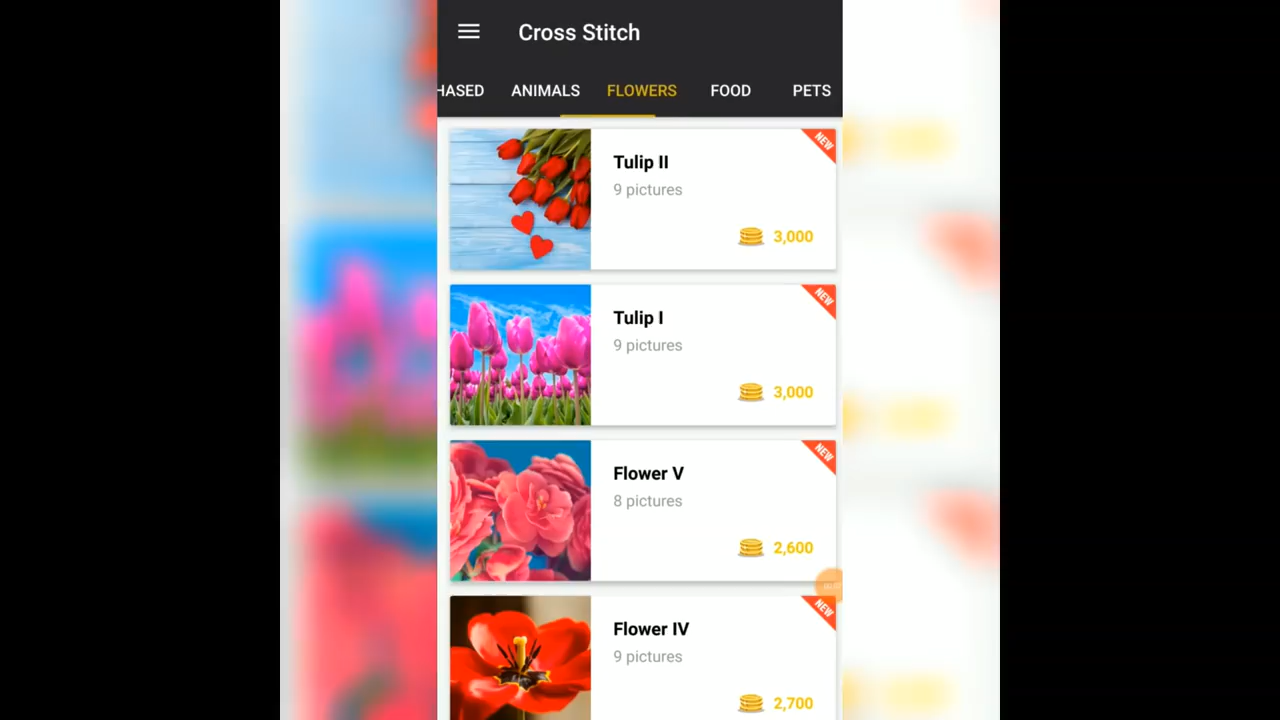 Cross Stitch
HASED ANIMALS FLOWERS FOOD PETS
NEW
Tulip II
9 pictures
3,000
NEW
Tulip I
9 pictures
3,000
NEW
Flower V
8 pictures
2,600
NEW
Flower IV
9 pictures
2,700